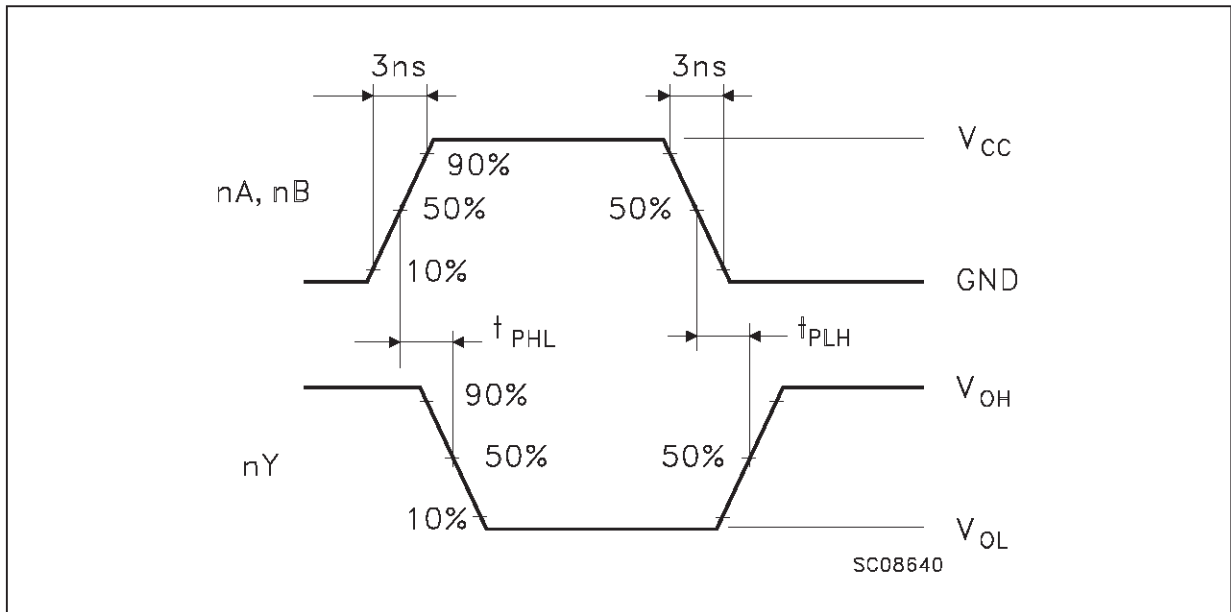 3ns 3ns
V_CC
90%
nA, nB 50% 50%
10%
GND
t_PHL t_PLH
V_OH
90%
nY 50% 50%
10%
V_OL
SC08640